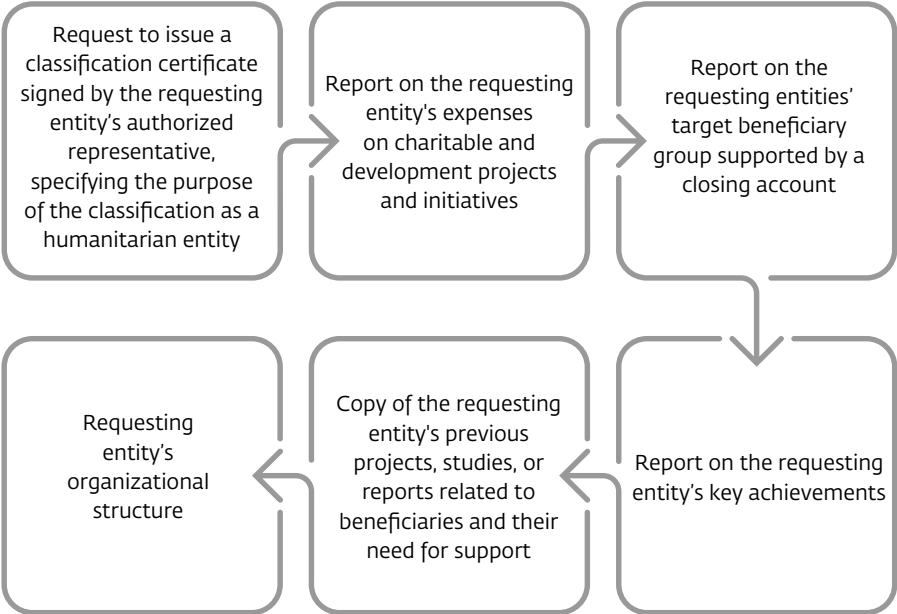 Request to issue a
classification certificate
signed by the requesting
entity’s authorized
representative,
specifying the purpose
of the classification as a
humanitarian entity
Report on the requesting
entity's expenses
on charitable and
development projects
and initiatives
Report on the
requesting entities’
target beneficiary
group supported by a
closing account
Report on the requesting
entity’s key achievements
Copy of the requesting
entity's previous
projects, studies, or
reports related to
beneficiaries and their
need for support
Requesting
entity’s
organizational
structure